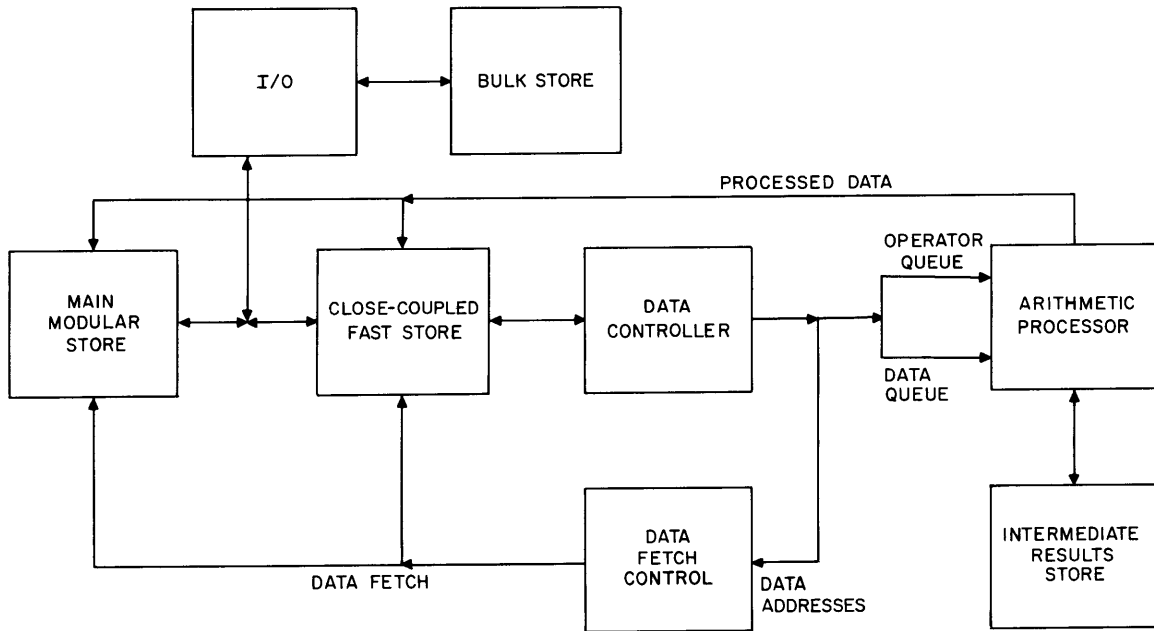 I/O
BULK STORE
PROCESSED DATA
OPERATOR
QUEUE
MAIN
MODULAR
STORE
CLOSE-COUPLED
FAST STORE
DATA
CONTROLLER
ARITHMETIC
PROCESSOR
DATA
QUEUE
DATA
FETCH
CONTROL
DATA FETCH
DATA
ADDRESSES
INTERMEDIATE
RESULTS
STORE